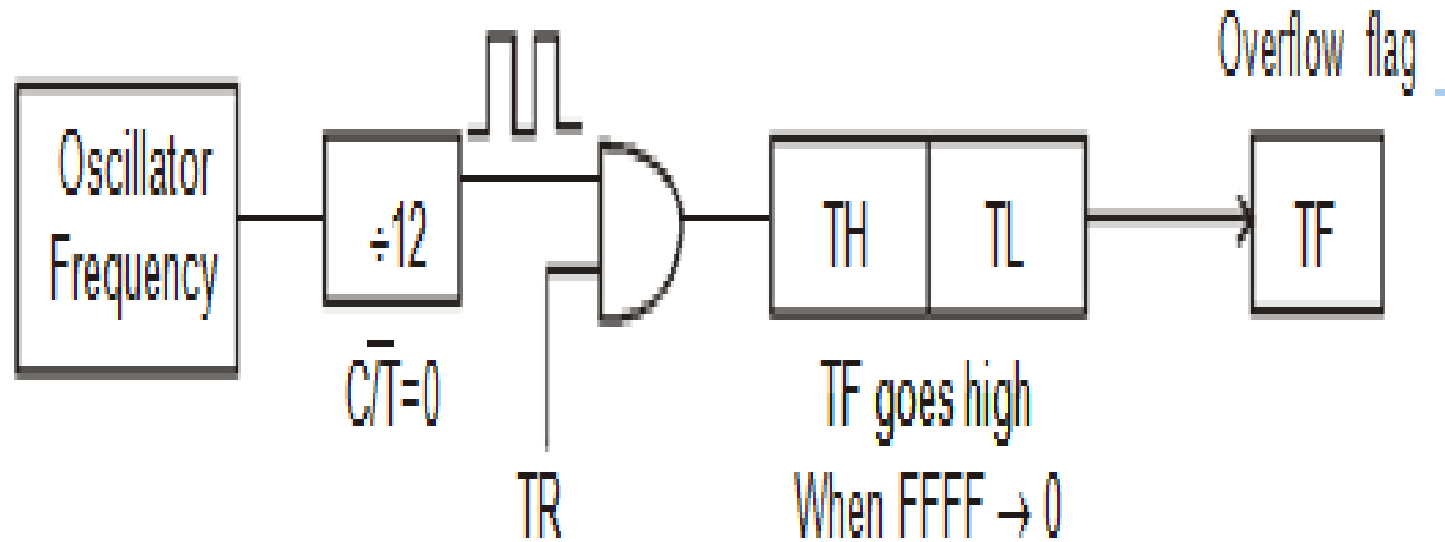 Overflow flag
Oscillator
Frequency
÷12
TH
TL
TF
C/T̅=0
TF goes high
When FFFF → 0
TR